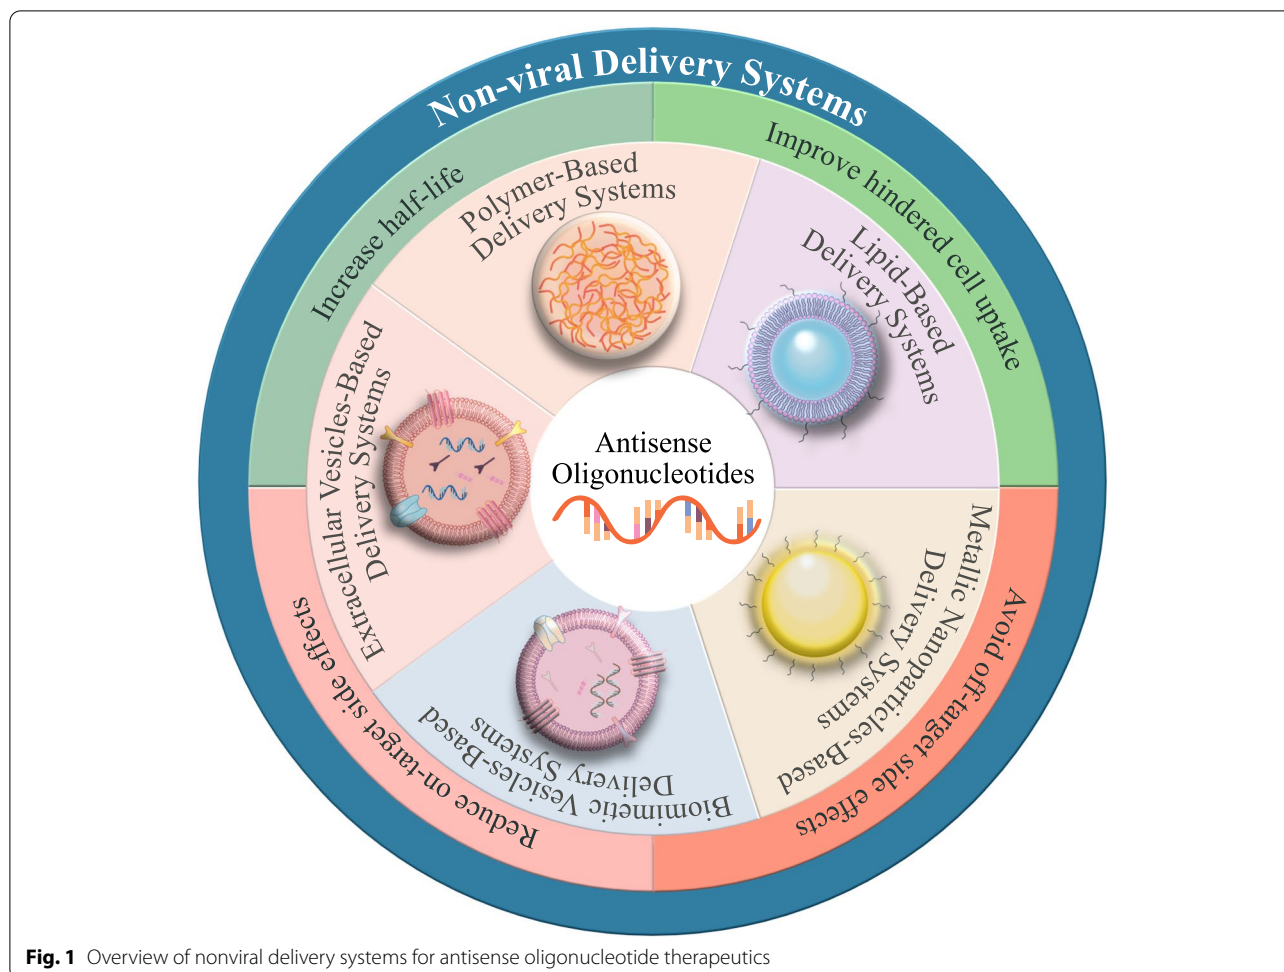 Non-viral Delivery Systems
Increase half-life
Improve hindered cell uptake
Polymer-Based
Delivery Systems
Lipid-Based
Delivery Systems
Extracellular Vesicles-Based
Delivery Systems
Antisense
Oligonucleotides
Metallic Nanoparticles-Based
Delivery Systems
Biomimetic Vesicles-Based
Delivery Systems
Reduce on-target side effects
Avoid off-target side effects
Fig. 1 Overview of nonviral delivery systems for antisense oligonucleotide therapeutics